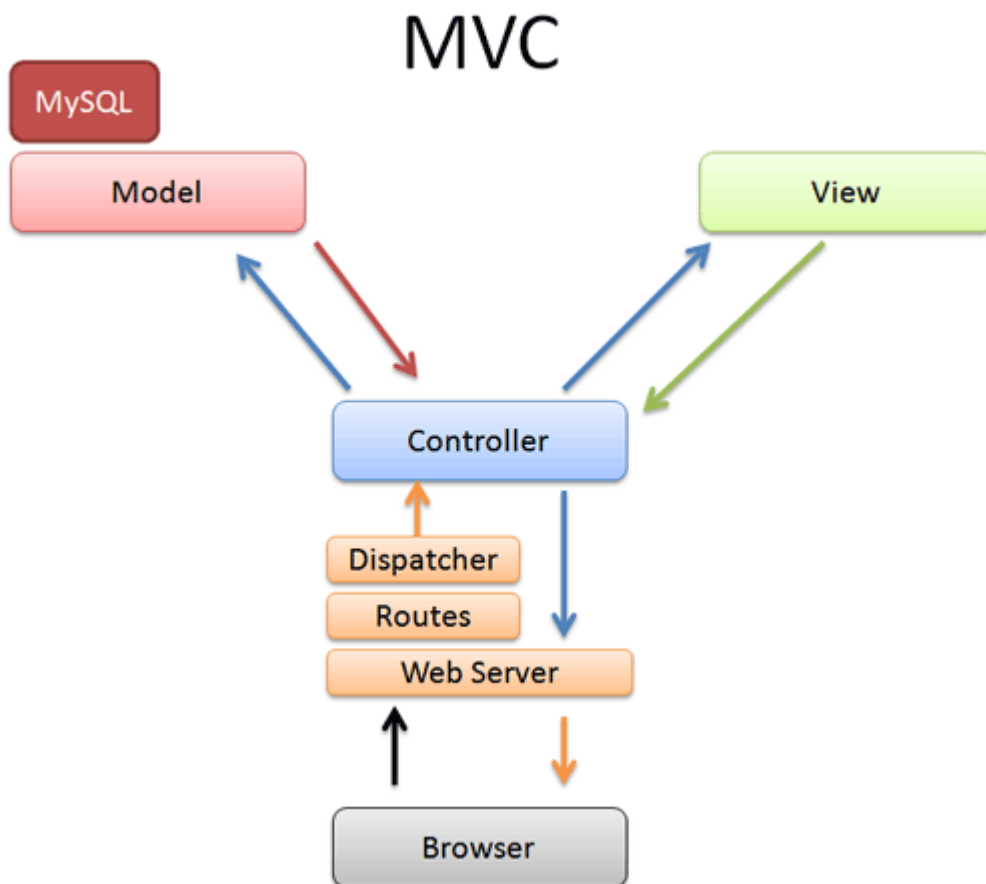 MVC
MySQL
Model
View
Controller
Dispatcher
Routes
Web Server
Browser